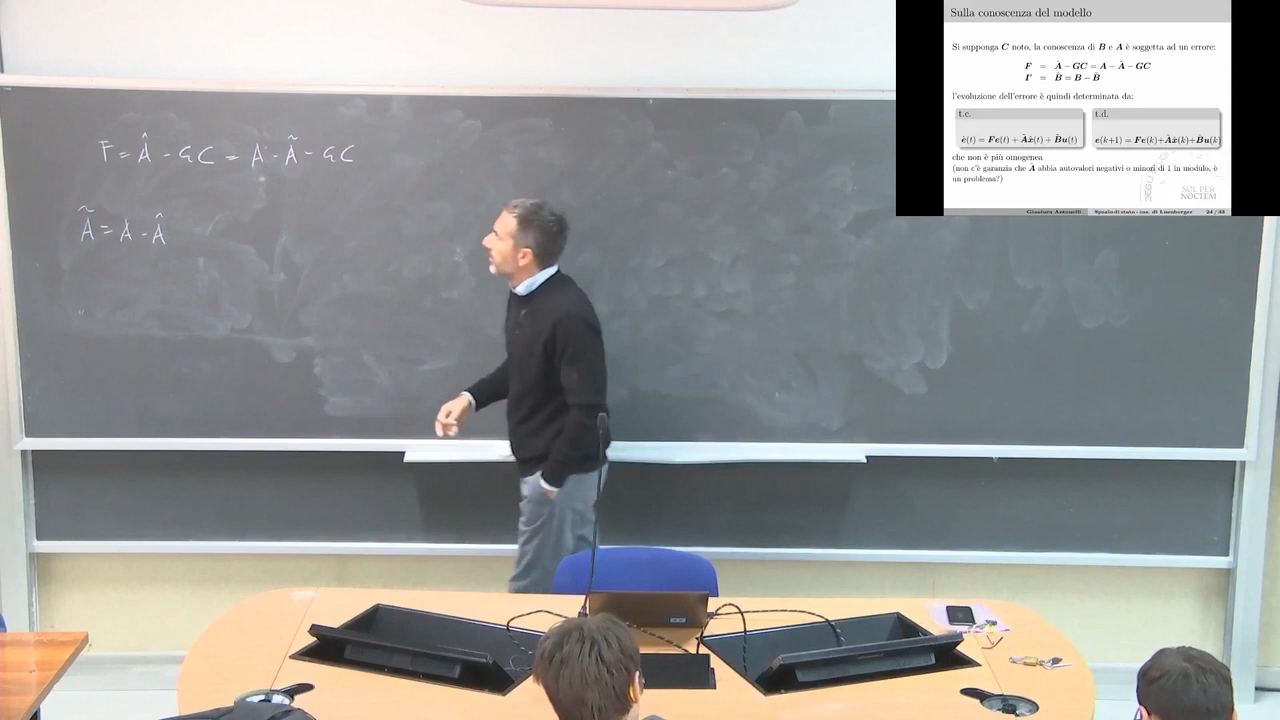 F = Â - GC = A - Ã - GC
Ã = A - Â
Sulla conoscenza del modello
Si supponga C noto, la conoscenza di B e A è soggetta ad un errore:
F = Â - GC = A - Ã - GC
Γ = B̂ = B - B̃
l'evoluzione dell'errore è quindi determinata da:
t.c.
ė(t) = Fe(t) + Ãx(t) + B̃u(t)
t.d.
e(k+1) = Fe(k)+Ãx(k)+B̃u(k)
che non è più omogenea
(non c'è garanzia che Ã abbia autovalori negativi o minori di 1 in modulo, è
un problema?)
DEGLI
SOL PER
NOCTEM
Gianluca Antonelli Spazio di stato - oss. di Luenberger 24 / 33